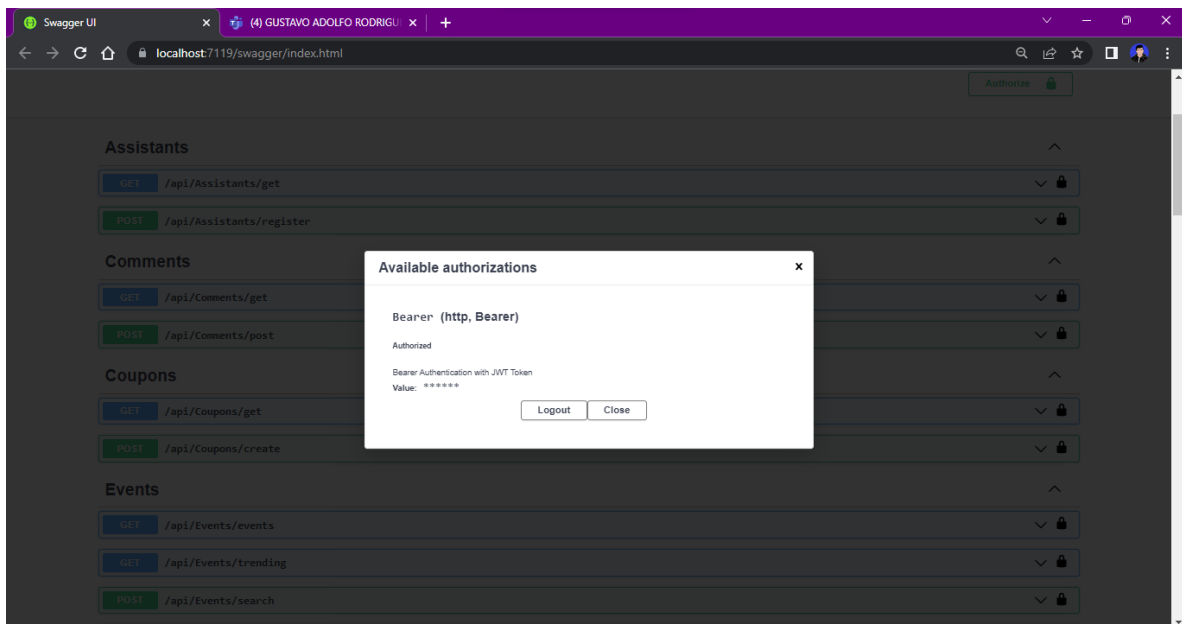 Swagger UI
(4) GUSTAVO ADOLFO RODRIGU
localhost:7119/swagger/index.html
Authorize
Assistants
GET /api/Assistants/get
POST /api/Assistants/register
Comments
GET /api/Comments/get
POST /api/Comments/post
Coupons
GET /api/Coupons/get
POST /api/Coupons/create
Events
GET /api/Events/events
GET /api/Events/trending
POST /api/Events/search
Available authorizations
Bearer (http, Bearer)
Authorized
Bearer Authentication with JWT Token
Value: ******
Logout Close